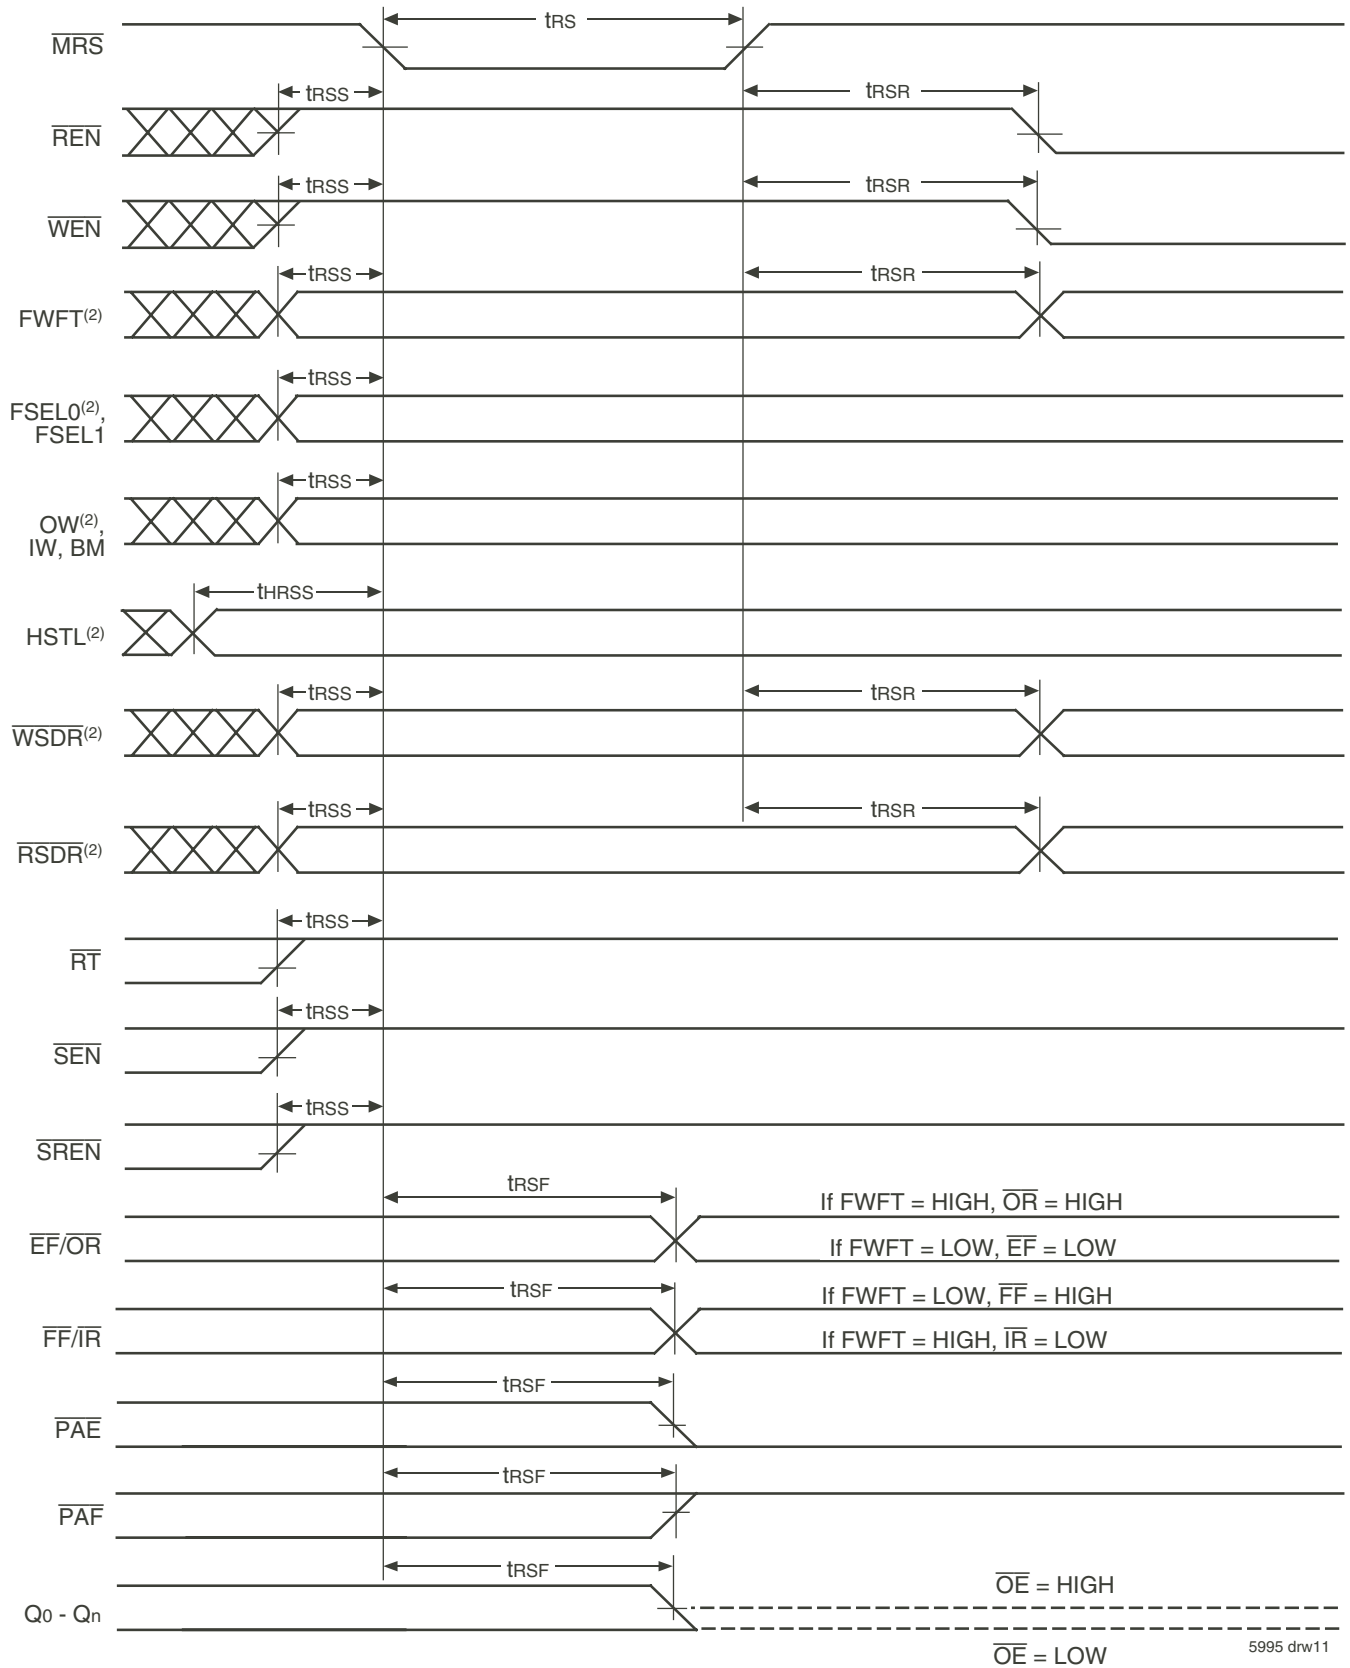 tRS
MRS
tRSS tRSR
REN
tRSS tRSR
WEN
tRSS tRSR
FWFT(2)
tRSS
FSEL0(2),
FSEL1
tRSS
OW(2),
IW, BM
tHRSS
HSTL(2)
tRSS tRSR
WSDR(2)
tRSS tRSR
RSDR(2)
tRSS
RT
tRSS
SEN
tRSS
SREN
tRSF
If FWFT = HIGH, OR = HIGH
EF/OR
If FWFT = LOW, EF = LOW
tRSF
If FWFT = LOW, FF = HIGH
FF/IR
If FWFT = HIGH, IR = LOW
tRSF
PAE
tRSF
PAF
tRSF
OE = HIGH
Q0 - Qn
OE = LOW
5995 drw11